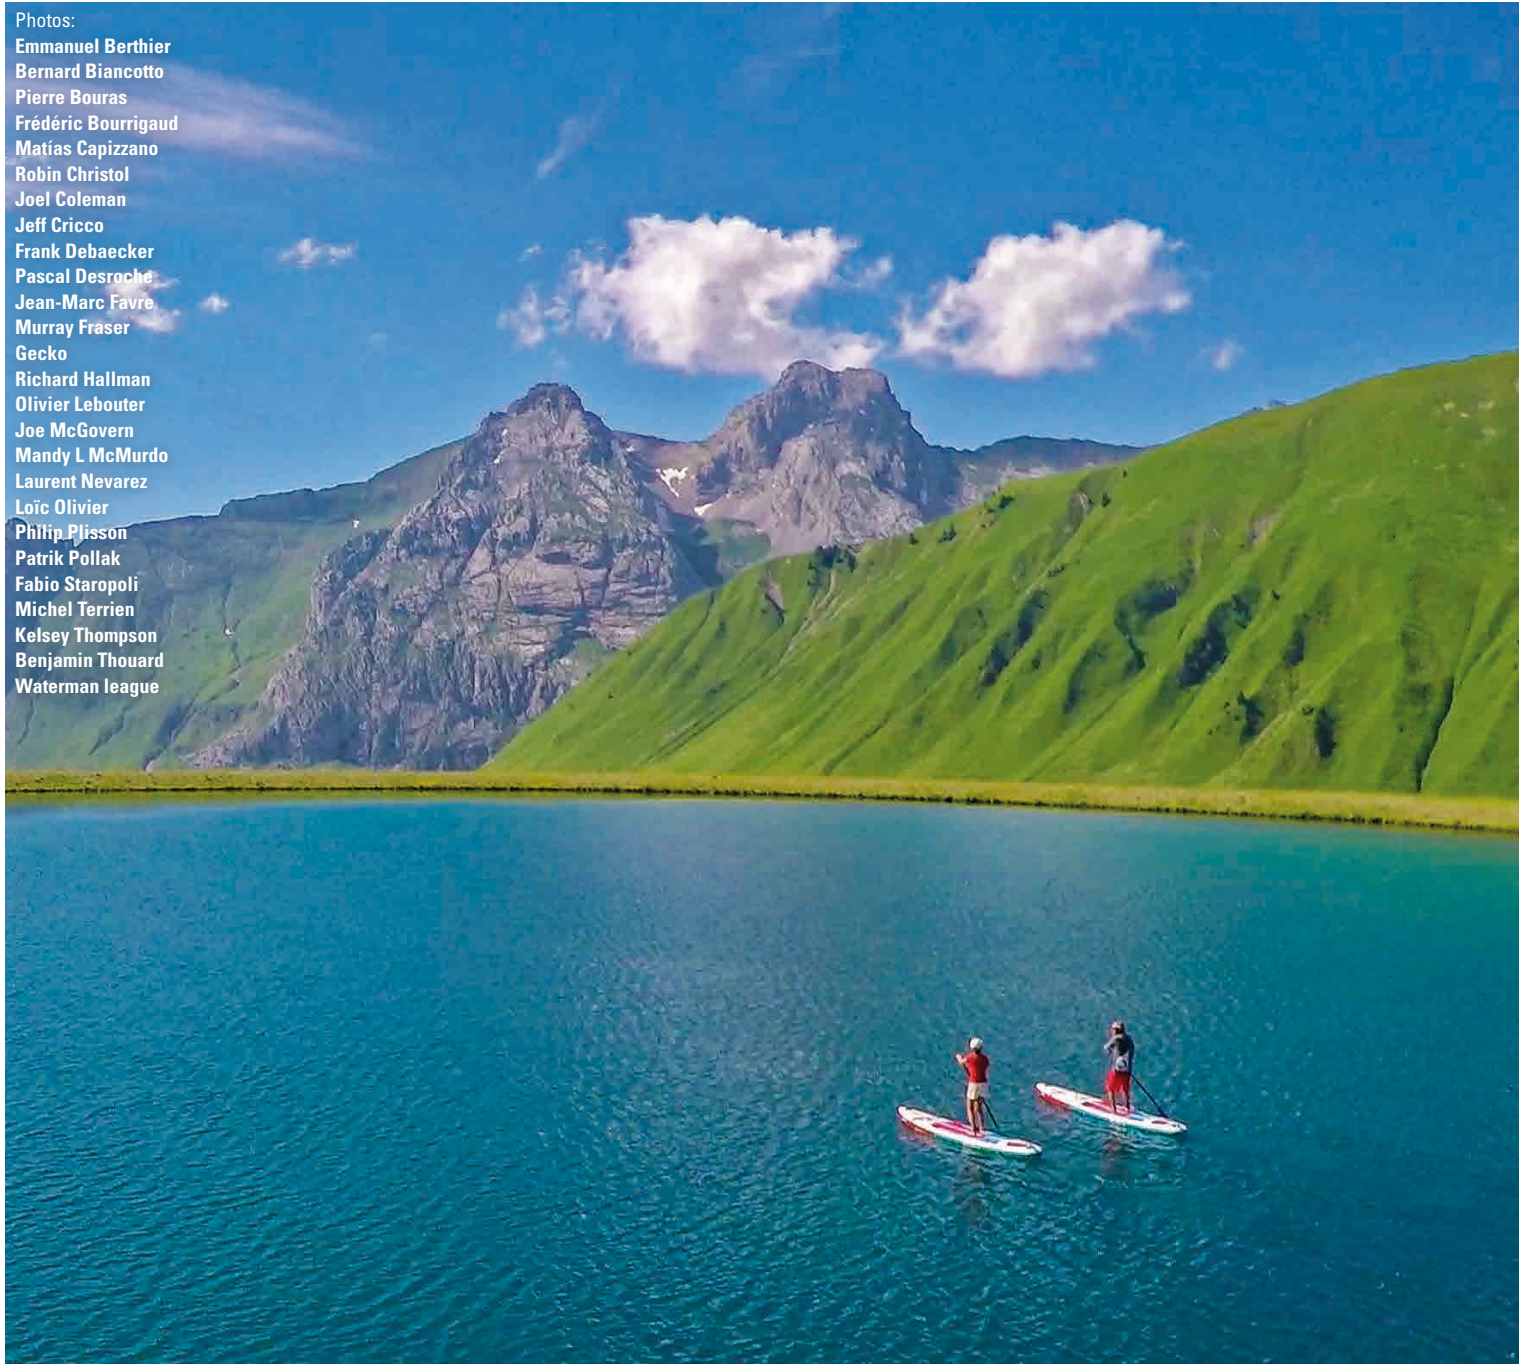 Photos:
Emmanuel Berthier
Bernard Biancotto
Pierre Bouras
Frédéric Bourrigaud
Matías Capizzano
Robin Christol
Joel Coleman
Jeff Cricco
Frank Debaecker
Pascal Desroche
Jean-Marc Favre
Murray Fraser
Gecko
Richard Hallman
Olivier Lebouter
Joe McGovern
Mandy L McMurdo
Laurent Nevarez
Loïc Olivier
Philip Plisson
Patrik Pollak
Fabio Staropoli
Michel Terrien
Kelsey Thompson
Benjamin Thouard
Waterman league